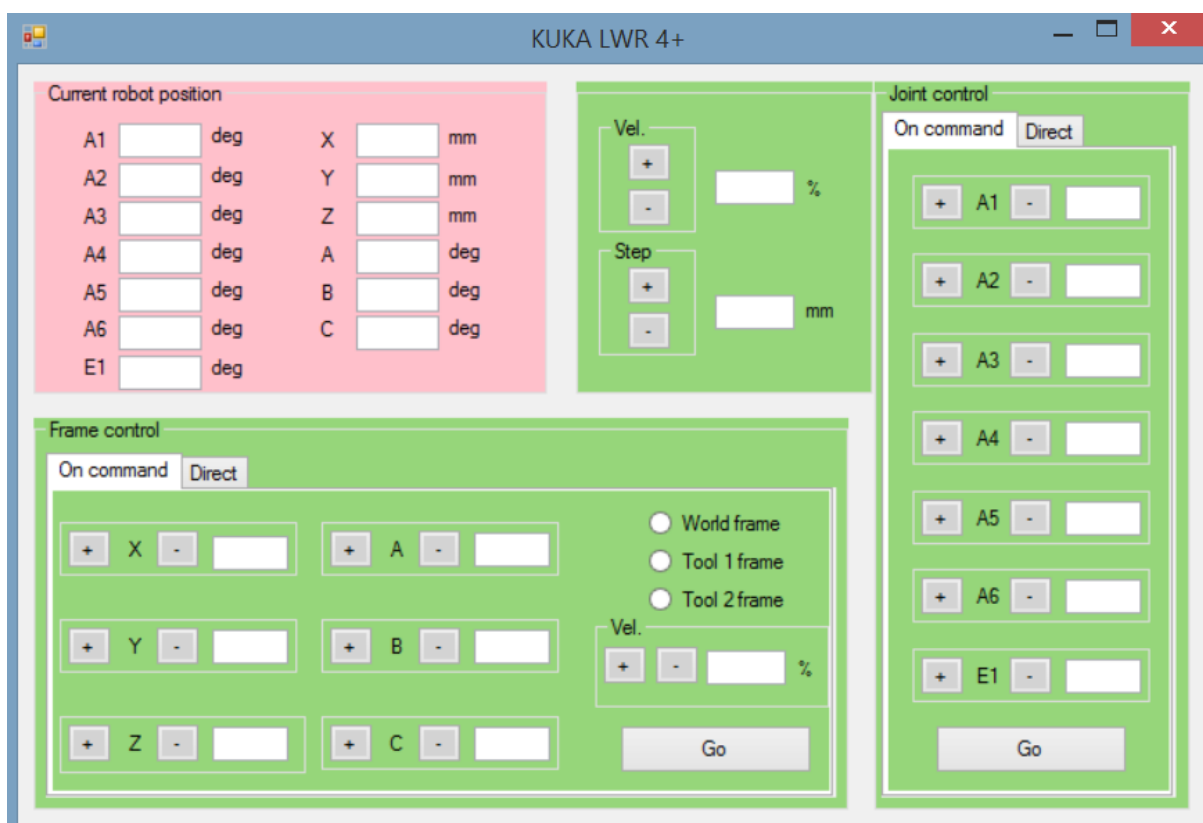 KUKA LWR 4+
Current robot position
A1 deg X mm
A2 deg Y mm
A3 deg Z mm
A4 deg A deg
A5 deg B deg
A6 deg C deg
E1 deg
Vel.
+
- %
Step
+
- mm
Joint control
On command Direct
+ A1 -
+ A2 -
+ A3 -
+ A4 -
+ A5 -
+ A6 -
+ E1 -
Go
Frame control
On command Direct
+ X - + A -
+ Y - + B -
+ Z - + C -
World frame
Tool 1 frame
Tool 2 frame
Vel.
+ - %
Go